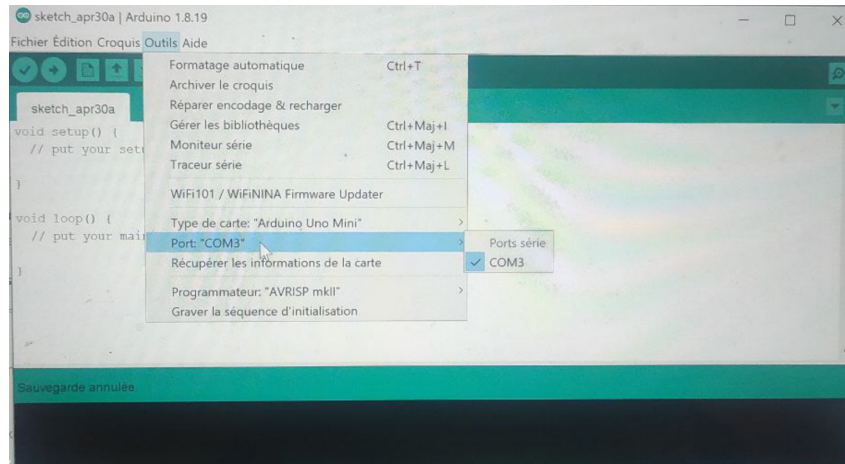 sketch_apr30a | Arduino 1.8.19
Fichier Édition Croquis Outils Aide
Formatage automatique Ctrl+T
Archiver le croquis
Réparer encodage & recharger
Gérer les bibliothèques Ctrl+Maj+I
Moniteur série Ctrl+Maj+M
Traceur série Ctrl+Maj+L
WiFi101 / WiFiNINA Firmware Updater
Type de carte: "Arduino Uno Mini"
Port: "COM3"
Récupérer les informations de la carte
Programmateur: "AVRISP mkII"
Graver la séquence d'initialisation
Ports série
COM3
sketch_apr30a
void setup() {
// put your set
}
void loop() {
// put your mai
}
Sauvegarde annulée.